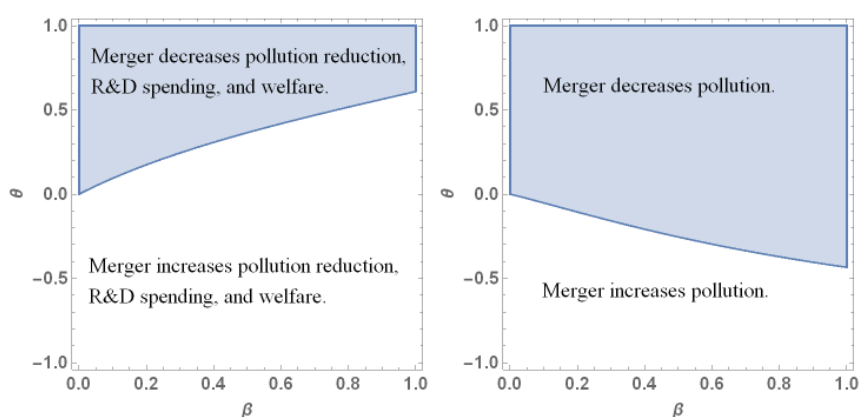 1.0
Merger decreases pollution reduction,
R&D spending, and welfare.
0.5
θ
0.0
Merger increases pollution reduction,
R&D spending, and welfare.
−0.5
−1.0
0.0 0.2 0.4 0.6 0.8 1.0
β
1.0
Merger decreases pollution.
0.5
θ
0.0
−0.5
Merger increases pollution.
−1.0
0.0 0.2 0.4 0.6 0.8 1.0
β